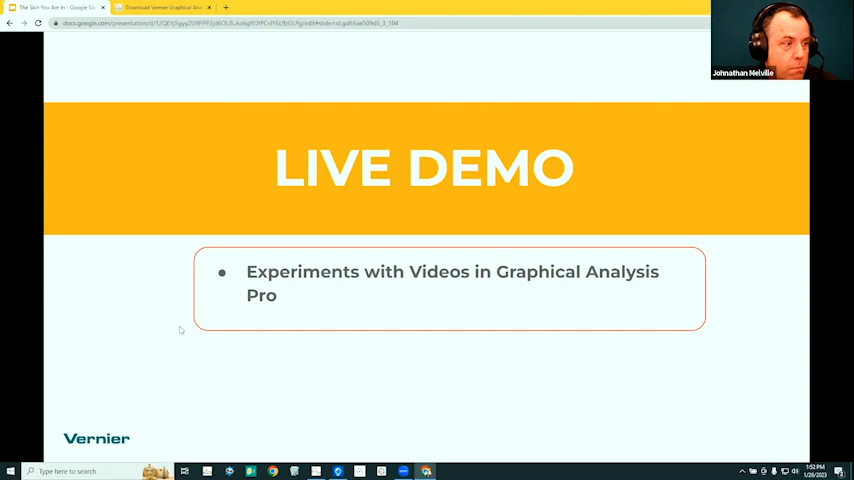 The Skin You Are In - Google Sli
Download Vernier Graphical Ana
Johnathan Melville
LIVE DEMO
● Experiments with Videos in Graphical Analysis
Pro
Vernier
Type here to search
1:52 PM
1/26/2023